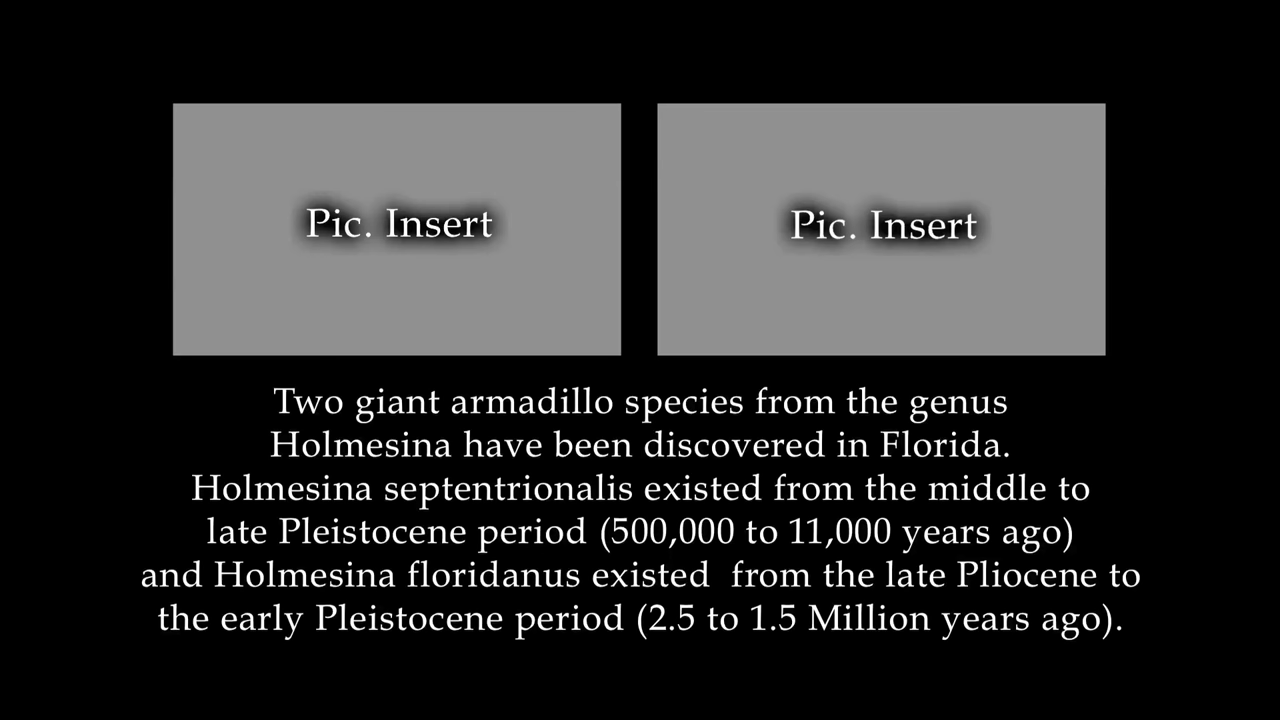 Pic. Insert
Pic. Insert
Two giant armadillo species from the genus
Holmesina have been discovered in Florida.
Holmesina septentrionalis existed from the middle to
late Pleistocene period (500,000 to 11,000 years ago)
and Holmesina floridanus existed  from the late Pliocene to
the early Pleistocene period (2.5 to 1.5 Million years ago).